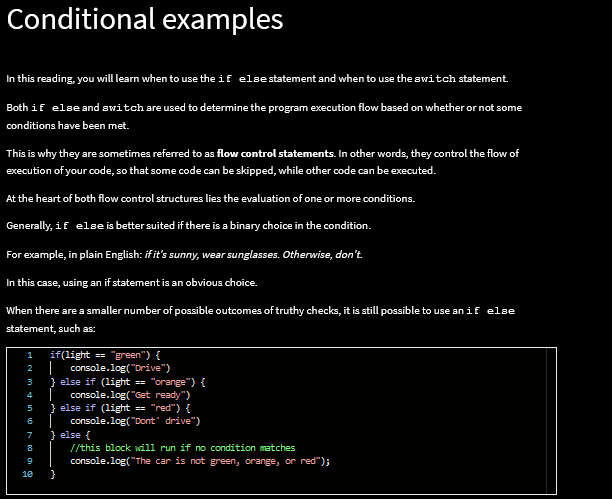 Conditional examples
In this reading, you will learn when to use the if else statement and when to use the switch statement.
Both if else and switch are used to determine the program execution flow based on whether or not some
conditions have been met.
This is why they are sometimes referred to as flow control statements. In other words, they control the flow of
execution of your code, so that some code can be skipped, while other code can be executed.
At the heart of both flow control structures lies the evaluation of one or more conditions.
Generally, if else is better suited if there is a binary choice in the condition.
For example, in plain English: if it's sunny, wear sunglasses. Otherwise, don't.
In this case, using an if statement is an obvious choice.
When there are a smaller number of possible outcomes of truthy checks, it is still possible to use an if else
statement, such as:
1 if(light == "green") {
2 console.log("Drive")
3 } else if (light == "orange") {
4 console.log("Get ready")
5 } else if (light == "red") {
6 console.log("Dont' drive")
7 } else {
8 //this block will run if no condition matches
9 console.log("The car is not green, orange, or red");
10 }